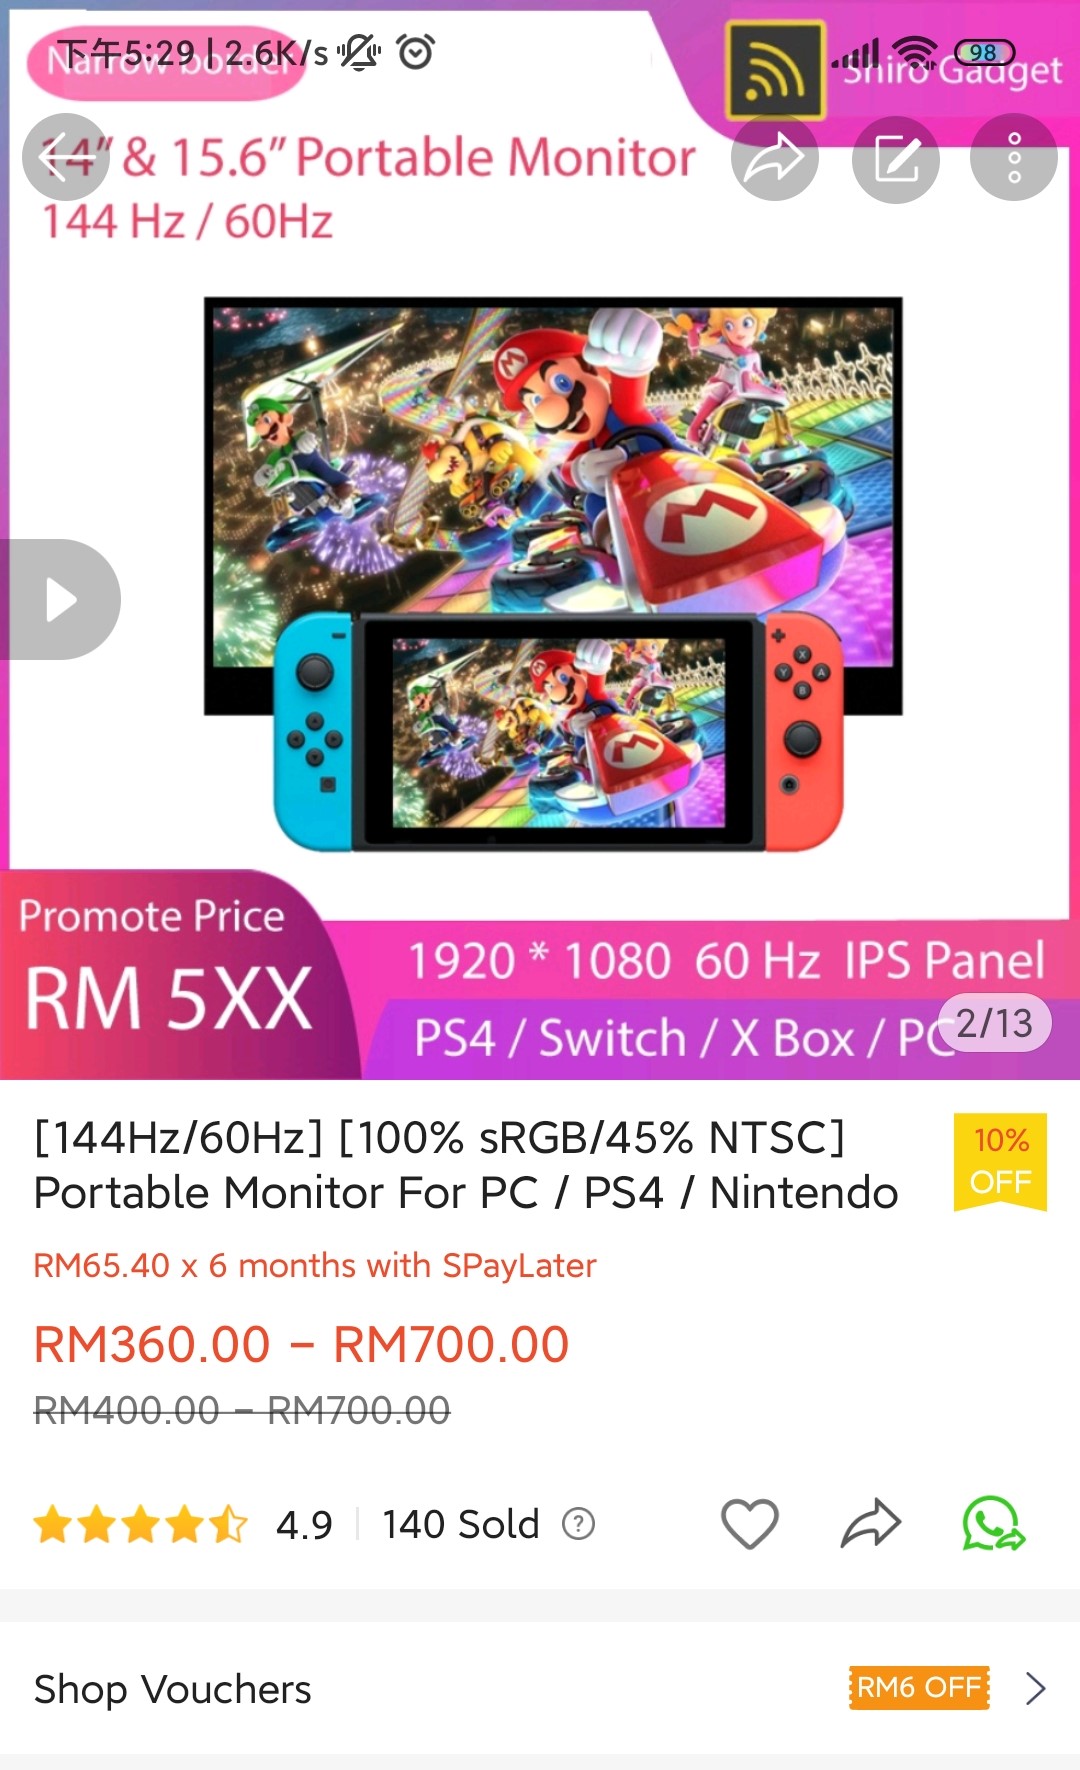 下午5:29 | 2.6K/s
98
Narrow border
Shiro Gadget
14” & 15.6” Portable Monitor
144 Hz / 60Hz
Promote Price
RM 5XX
1920 * 1080 60 Hz IPS Panel
PS4 / Switch / X Box / PC
2/13
[144Hz/60Hz] [100% sRGB/45% NTSC]
Portable Monitor For PC / PS4 / Nintendo
10%
OFF
RM65.40 x 6 months with SPayLater
RM360.00 – RM700.00
RM400.00 – RM700.00
4.9
140 Sold
?
Shop Vouchers
RM6 OFF